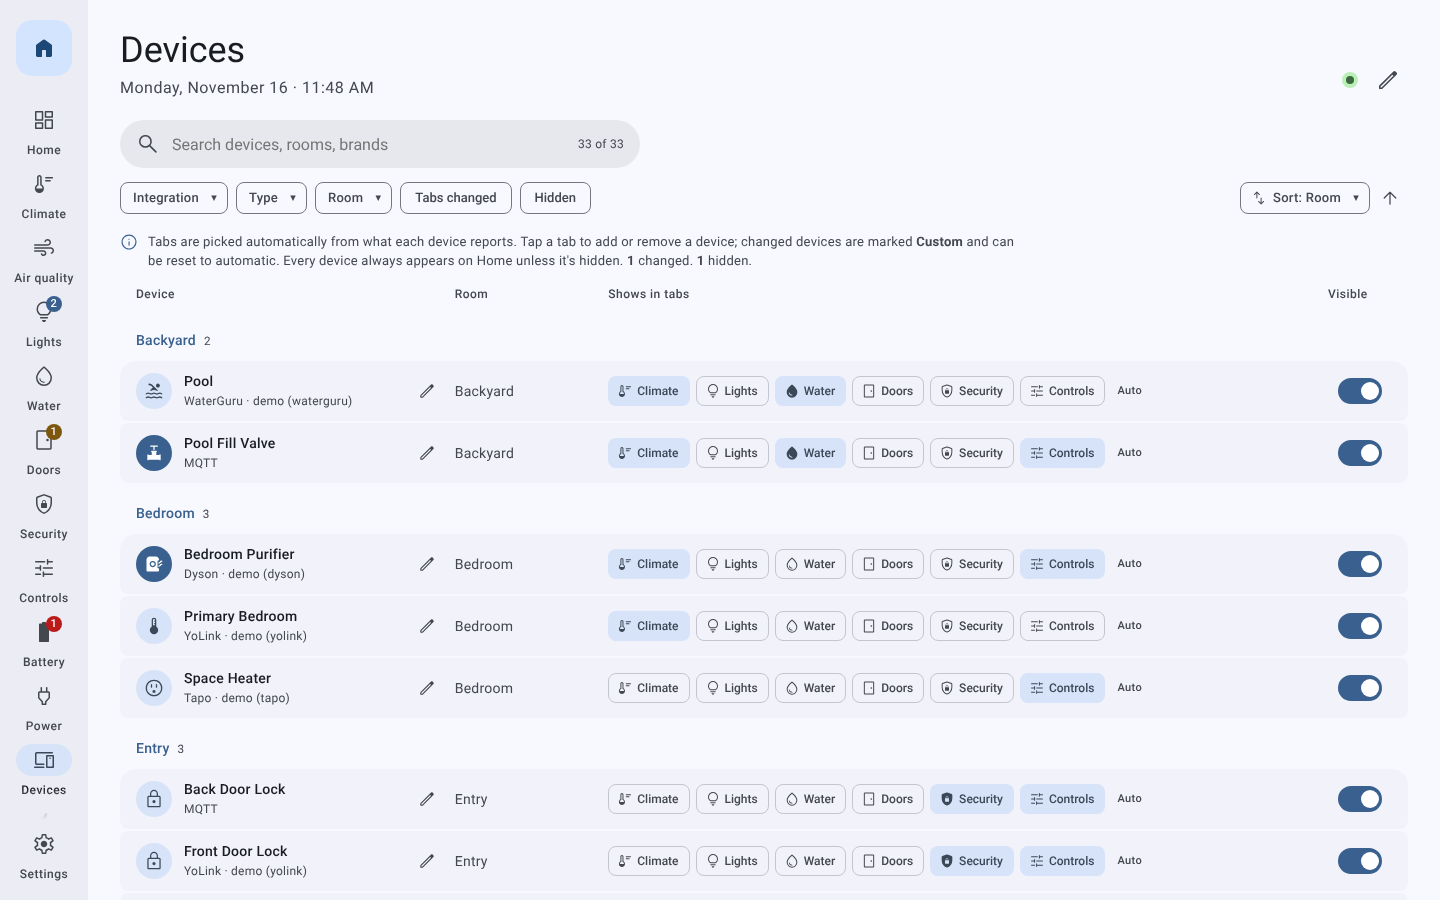 Devices
Monday, November 16 · 11:48 AM
Search devices, rooms, brands
33 of 33
Integration
Type
Room
Tabs changed
Hidden
Sort: Room
Tabs are picked automatically from what each device reports. Tap a tab to add or remove a device; changed devices are marked Custom and can
be reset to automatic. Every device always appears on Home unless it's hidden. 1 changed. 1 hidden.
Device Room Shows in tabs Visible
Backyard 2
Pool
WaterGuru · demo (waterguru)
Backyard
Climate Lights Water Doors Security Controls Auto
Pool Fill Valve
MQTT
Backyard
Climate Lights Water Doors Security Controls Auto
Bedroom 3
Bedroom Purifier
Dyson · demo (dyson)
Bedroom
Climate Lights Water Doors Security Controls Auto
Primary Bedroom
YoLink · demo (yolink)
Bedroom
Climate Lights Water Doors Security Controls Auto
Space Heater
Tapo · demo (tapo)
Bedroom
Climate Lights Water Doors Security Controls Auto
Entry 3
Back Door Lock
MQTT
Entry
Climate Lights Water Doors Security Controls Auto
Front Door Lock
YoLink · demo (yolink)
Entry
Climate Lights Water Doors Security Controls Auto
Home
Climate
Air quality
2
Lights
Water
1
Doors
Security
Controls
1
Battery
Power
Devices
Settings